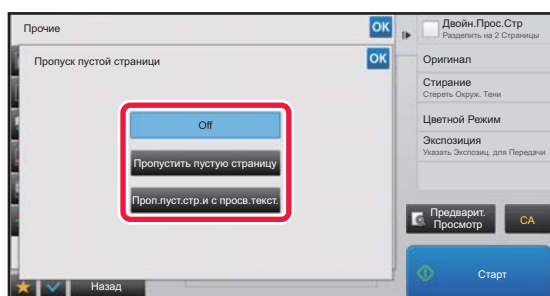 Прочие
OK
Пропуск пустой страници
OK
Off
Пропустить пустую страницу
Проп.пуст.стр.и с просв.текст.
Назад
Двойн.Прос.Стр
Разделить на 2 Страницы
Оригинал
Стирание
Стереть Окруж. Тени
Цветной Режим
Экспозиция
Указать Экспозиц. для Передачи
Предварит.
Просмотр
CA
Старт